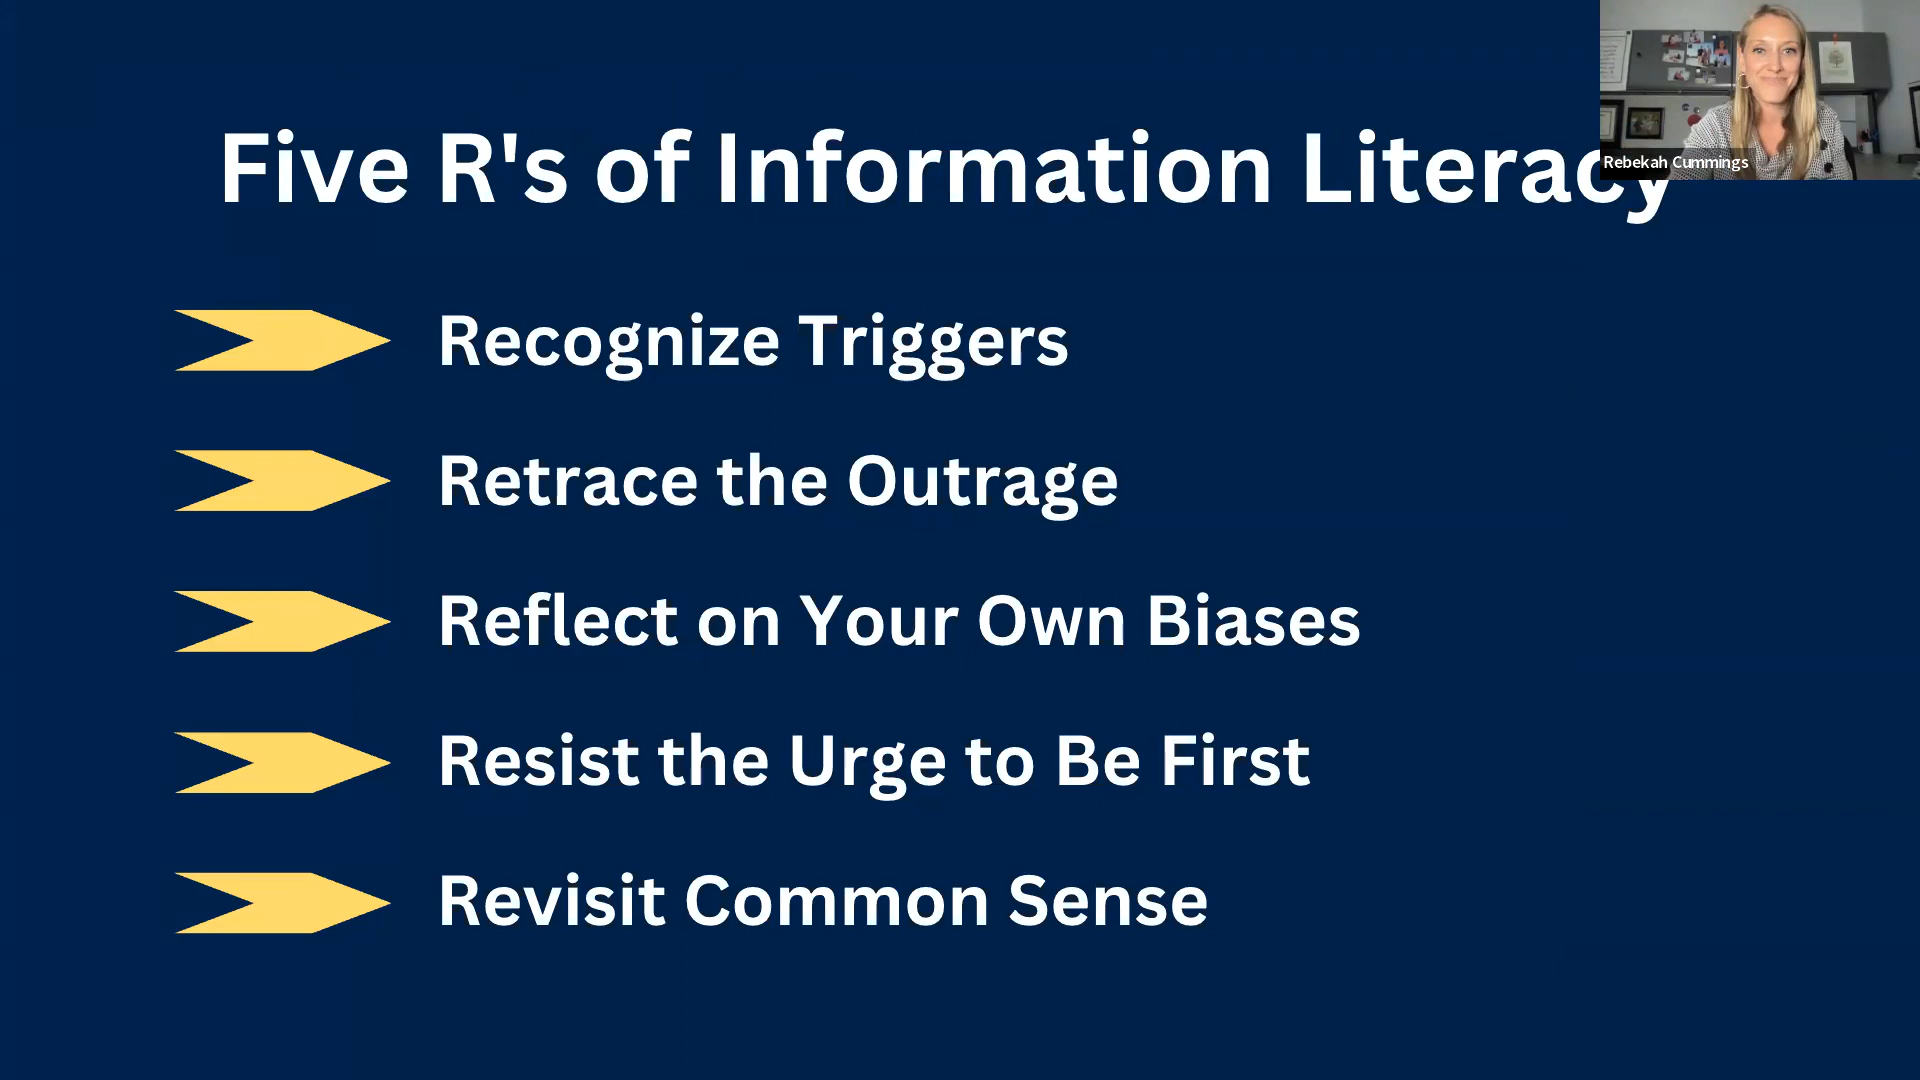 Five R's of Information Literacy
Rebekah Cummings
Recognize Triggers
Retrace the Outrage
Reflect on Your Own Biases
Resist the Urge to Be First
Revisit Common Sense